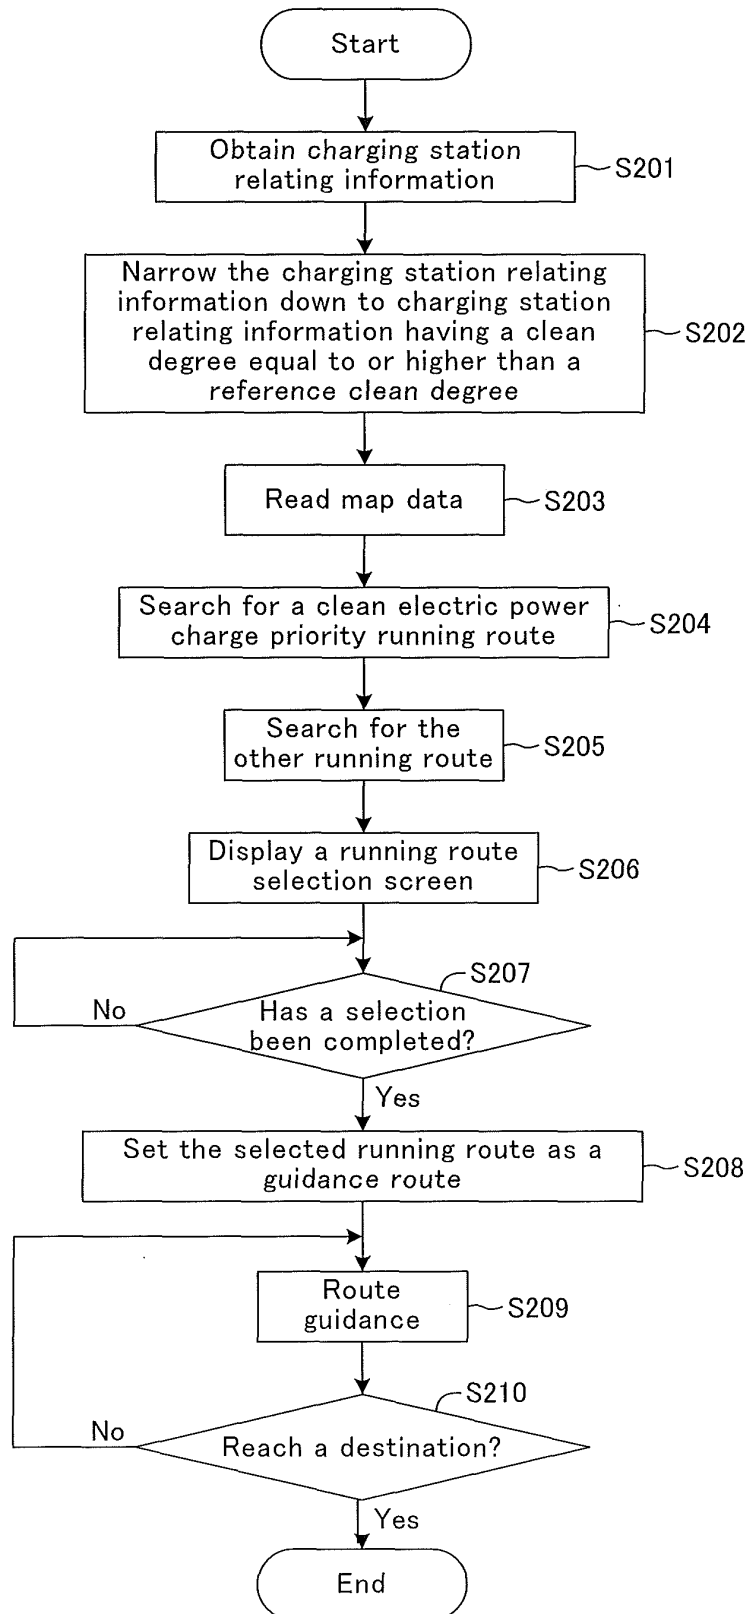 Start
Obtain charging station
relating information
S201
Narrow the charging station relating
information down to charging station
relating information having a clean
degree equal to or higher than a
reference clean degree
S202
Read map data
S203
Search for a clean electric power
charge priority running route
S204
Search for the
other running route
S205
Display a running route
selection screen
S206
S207
No
Has a selection
been completed?
Yes
Set the selected running route as a
guidance route
S208
Route
guidance
S209
S210
No
Reach a destination?
Yes
End